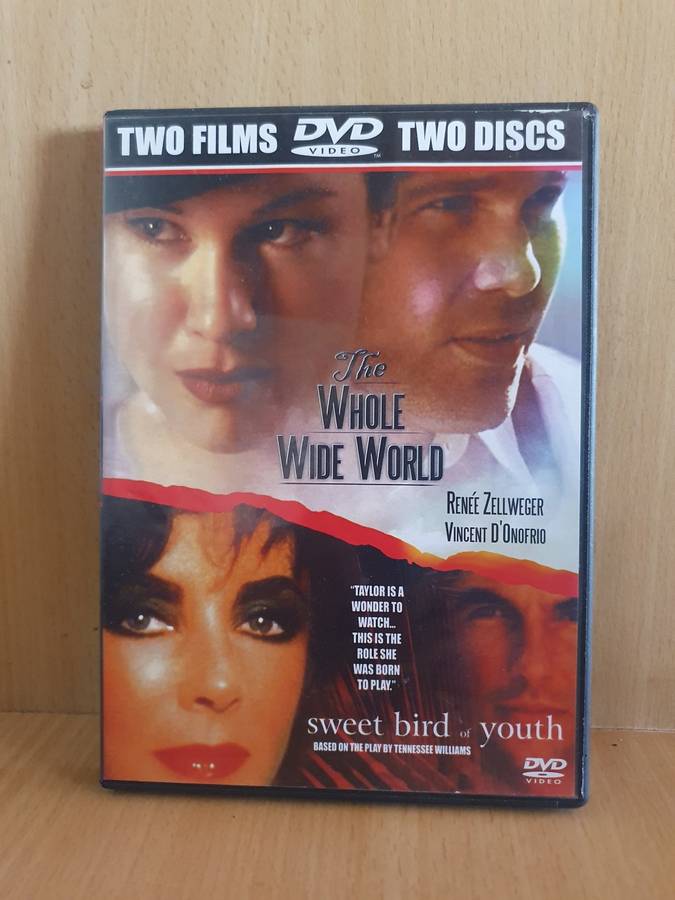 TWO FILMS DVD VIDEO™ TWO DISCS
The
WHOLE
WIDE WORLD
RENÉE ZELLWEGER
VINCENT D'ONOFRIO
"TAYLOR IS A
WONDER TO
WATCH...
THIS IS THE
ROLE SHE
WAS BORN
TO PLAY."
sweet bird of youth
BASED ON THE PLAY BY TENNESSEE WILLIAMS
DVD
VIDEO